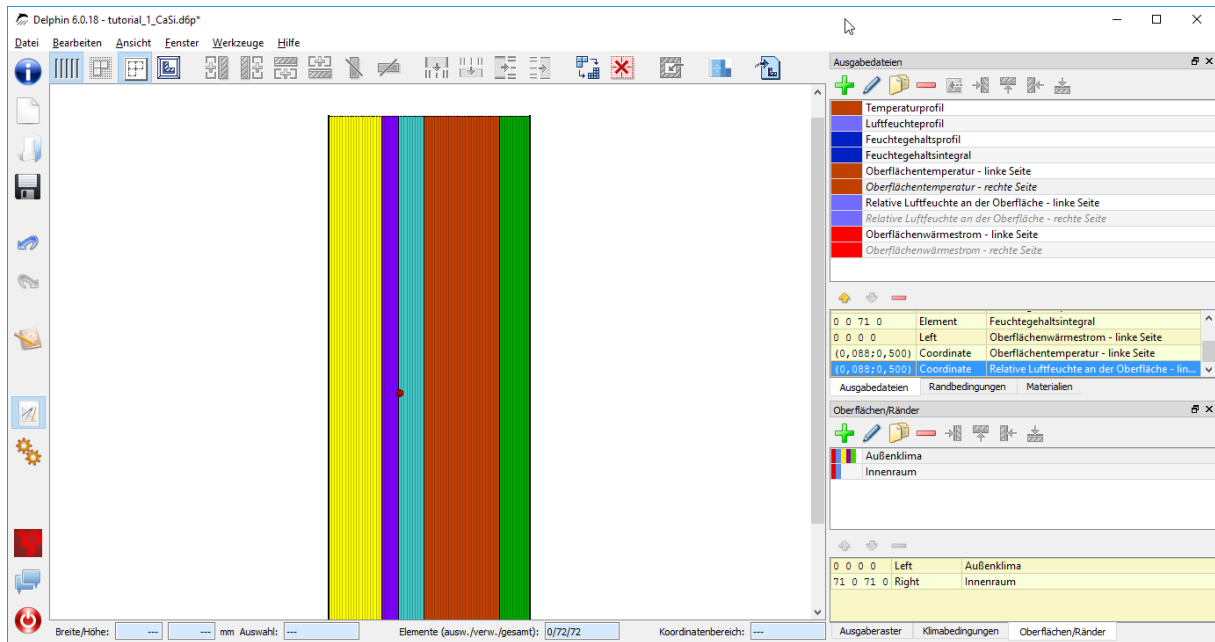 Delphin 6.0.18 - tutorial_1_CaSi.d6p*
Datei Bearbeiten Ansicht Fenster Werkzeuge Hilfe
Ausgabedateien
Temperaturprofil
Luftfeuchteprofil
Feuchtegehaltsprofil
Feuchtegehaltsintegral
Oberflächentemperatur - linke Seite
Oberflächentemperatur - rechte Seite
Relative Luftfeuchte an der Oberfläche - linke Seite
Relative Luftfeuchte an der Oberfläche - rechte Seite
Oberflächenwärmestrom - linke Seite
Oberflächenwärmestrom - rechte Seite
0 0 71 0 Element Feuchtegehaltsintegral
0 0 0 0 Left Oberflächenwärmestrom - linke Seite
(0,088;0,500) Coordinate Oberflächentemperatur - linke Seite
(0,088;0,500) Coordinate Relative Luftfeuchte an der Oberfläche - lin...
Ausgabedateien Randbedingungen Materialien
Oberflächen/Ränder
Außenklima
Innenraum
0 0 0 0 Left Außenklima
71 0 71 0 Right Innenraum
Breite/Höhe: --- --- mm Auswahl: --- Elemente (ausw./verw./gesamt): 0/72/72 Koordinatenbereich: ---
Ausgaberaster Klimabedingungen Oberflächen/Ränder